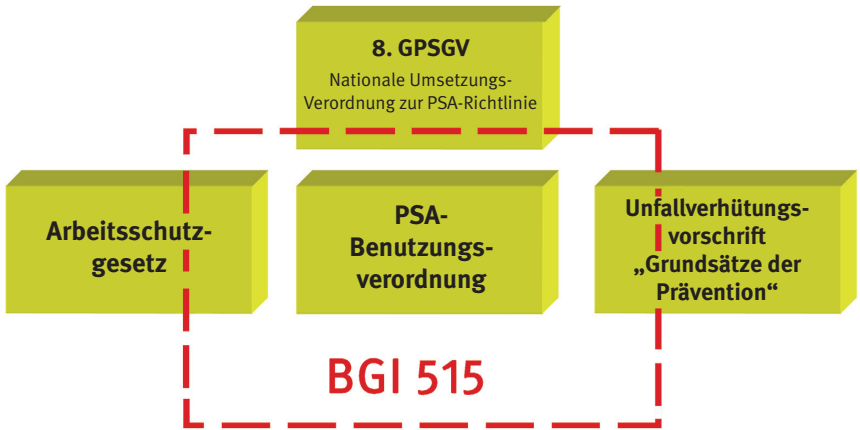 8. GPSGV
Nationale Umsetzungs-
Verordnung zur PSA-Richtlinie
Arbeitsschutz-
gesetz
PSA-
Benutzungs-
verordnung
Unfallverhütungs-
vorschrift
„Grundsätze der
Prävention“
BGI 515